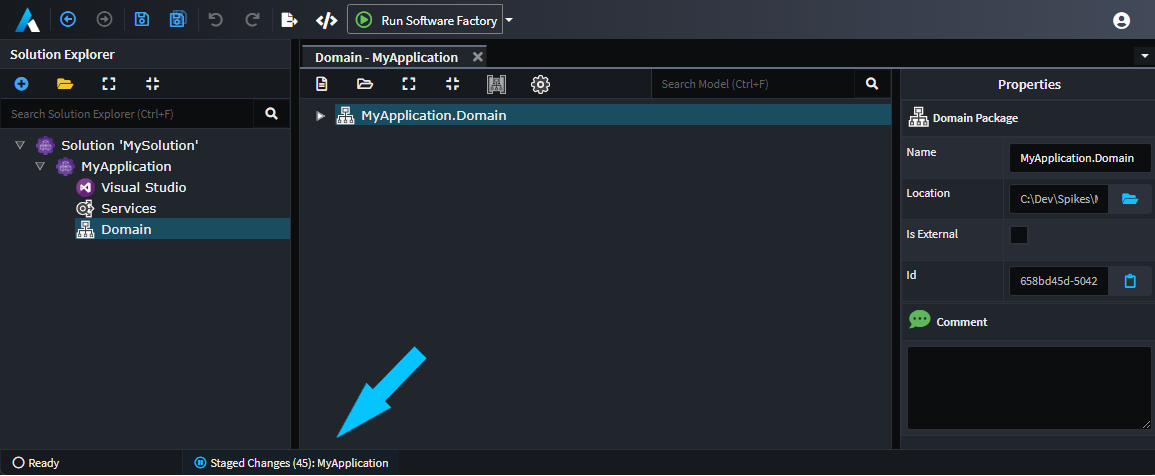 Run Software Factory
Solution Explorer
Search Solution Explorer (Ctrl+F)
Solution 'MySolution'
MyApplication
Visual Studio
Services
Domain
Domain - MyApplication
Search Model (Ctrl+F)
MyApplication.Domain
Properties
Domain Package
Name
MyApplication.Domain
Location
C:\Dev\Spikes\
Is External
Id
658bd45d-5042
Comment
Ready
Staged Changes (45): MyApplication